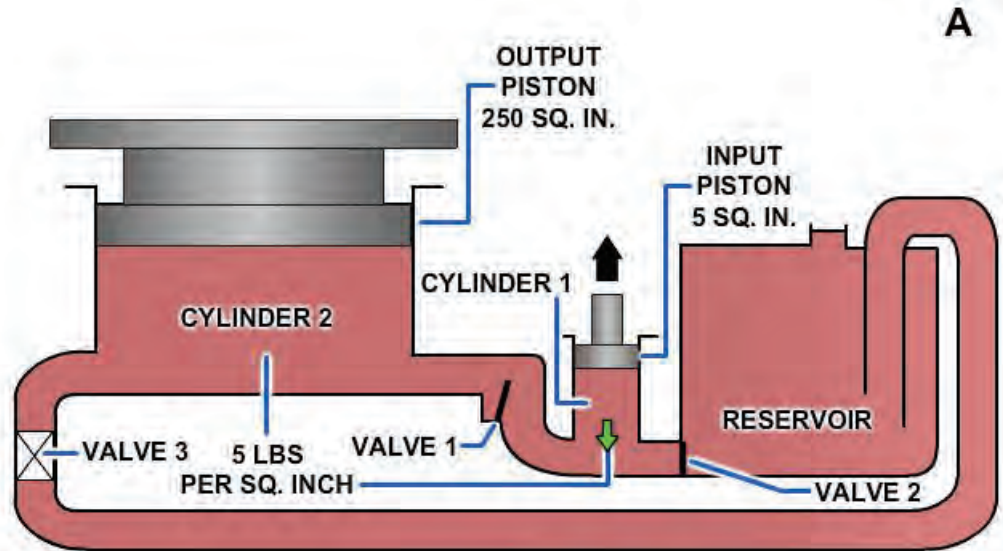 A
OUTPUT
PISTON
250 SQ. IN.
INPUT
PISTON
5 SQ. IN.
CYLINDER 1
CYLINDER 2
RESERVOIR
VALVE 3
5 LBS
PER SQ. INCH
VALVE 1
VALVE 2